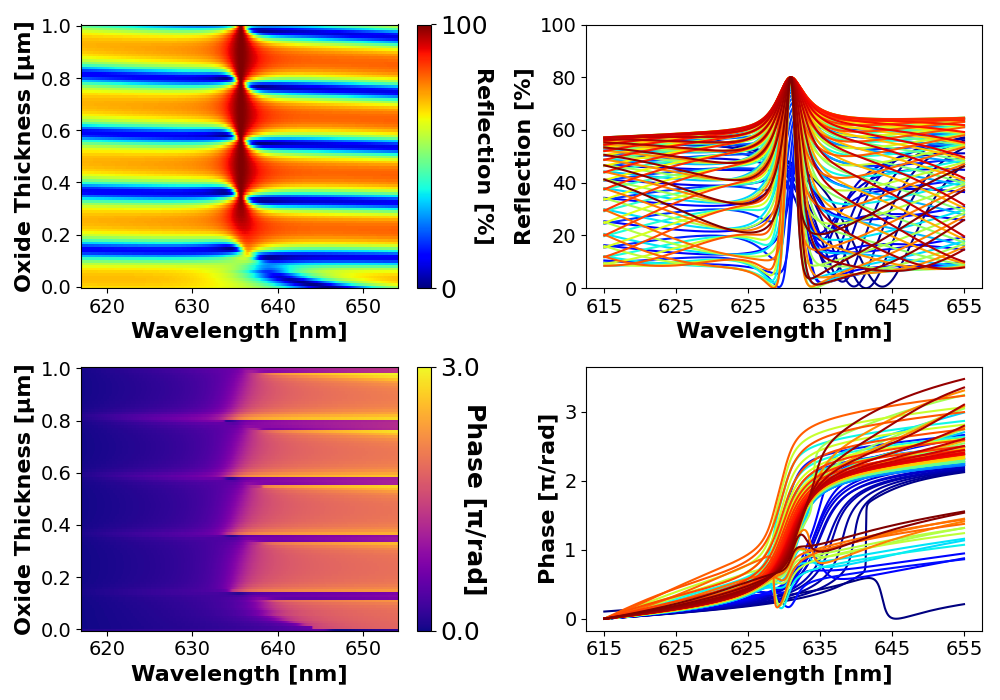 Oxide Thickness [μm]
1.0
0.8
0.6
0.4
0.2
0.0
620 630 640 650
Wavelength [nm]
100
0
Reflection [%]
Reflection [%]
100
80
60
40
20
0
615 625 625 635 645 655
Wavelength [nm]
Oxide Thickness [μm]
1.0
0.8
0.6
0.4
0.2
0.0
620 630 640 650
Wavelength [nm]
3.0
0.0
Phase [π/rad]
Phase [π/rad]
3
2
1
0
615 625 625 635 645 655
Wavelength [nm]